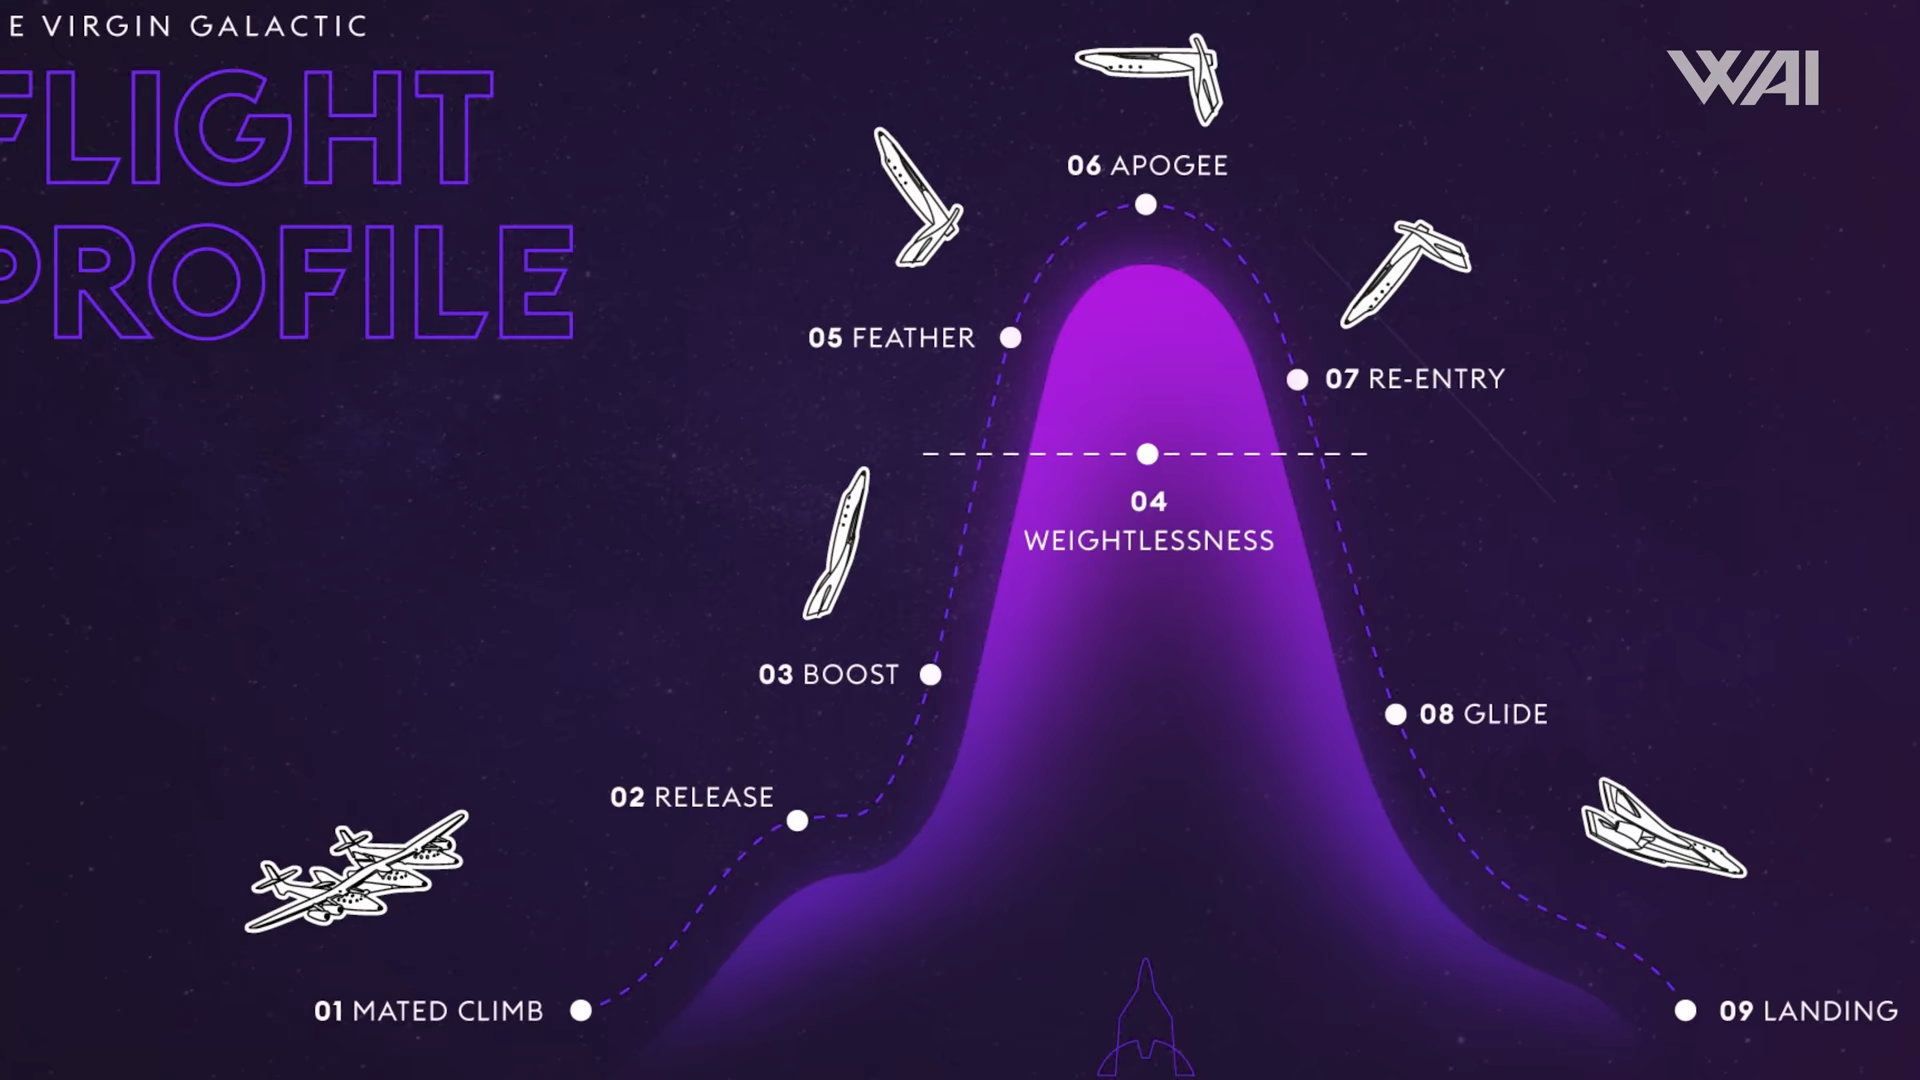 E VIRGIN GALACTIC
FLIGHT
PROFILE
WAI
06 APOGEE
05 FEATHER
07 RE-ENTRY
04
WEIGHTLESSNESS
03 BOOST
08 GLIDE
02 RELEASE
01 MATED CLIMB
09 LANDING